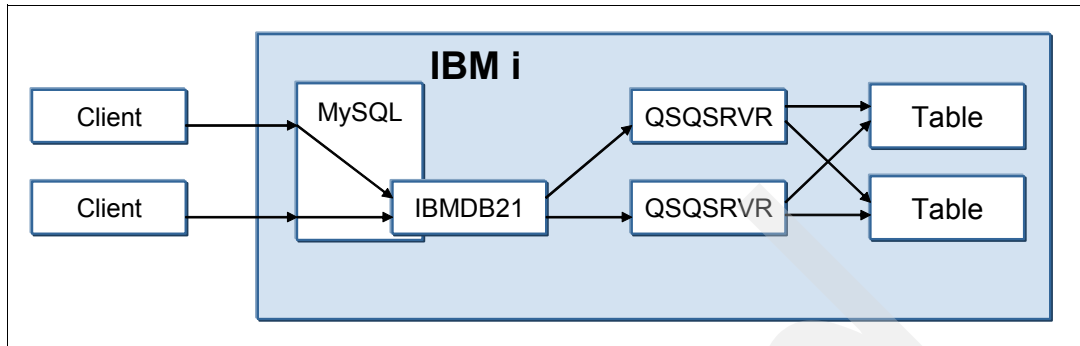 IBM i
Client
MySQL
QSQSRVR
Table
Client
IBMDB21
QSQSRVR
Table